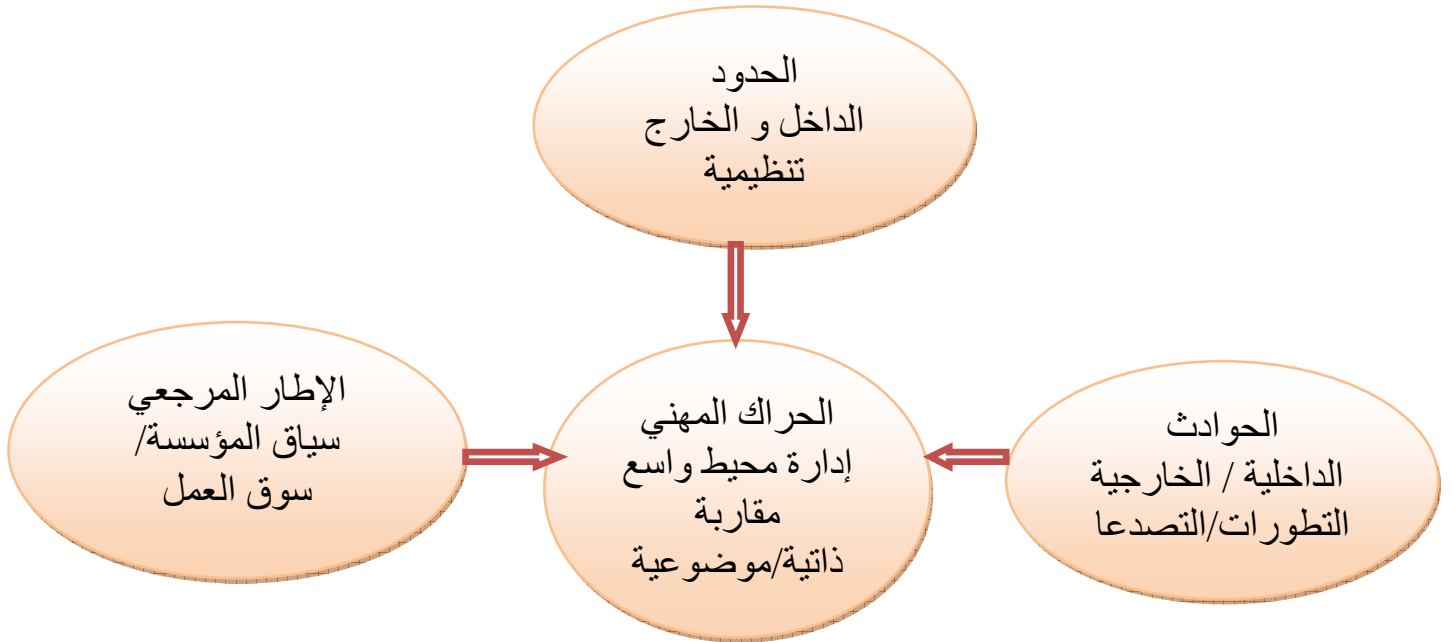 الحدود
الداخل و الخارج
تنظيمية
الإطار المرجعي
سياق المؤسسة/
سوق العمل
الحراك المهني
إدارة محيط واسع
مقاربة
ذاتية/موضوعية
الحوادث
الداخلية / الخارجية
التطورات/التصدعا